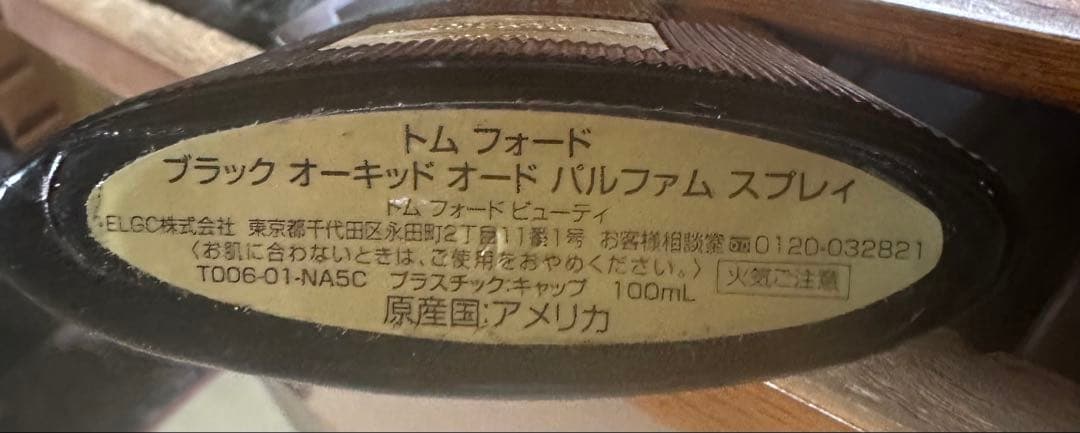 トム フォード
ブラック オーキッド オード パルファム スプレィ
トム フォード ビューティ
ELGC株式会社 東京都千代田区永田町2丁目11番1号 お客様相談室 0120-032821
〈お肌に合わないときは、ご使用をおやめください。〉
T006-01-NA5C プラスチック:キャップ 100mL 火気ご注意
原産国:アメリカ